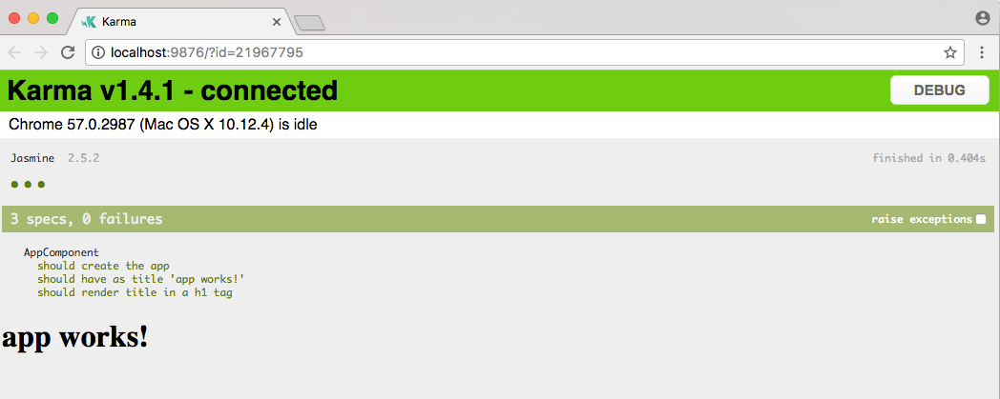 Karma
localhost:9876/?id=21967795
Karma v1.4.1 - connected
DEBUG
Chrome 57.0.2987 (Mac OS X 10.12.4) is idle
Jasmine 2.5.2
finished in 0.404s
3 specs, 0 failures
raise exceptions
AppComponent
should create the app
should have as title 'app works!'
should render title in a h1 tag
app works!